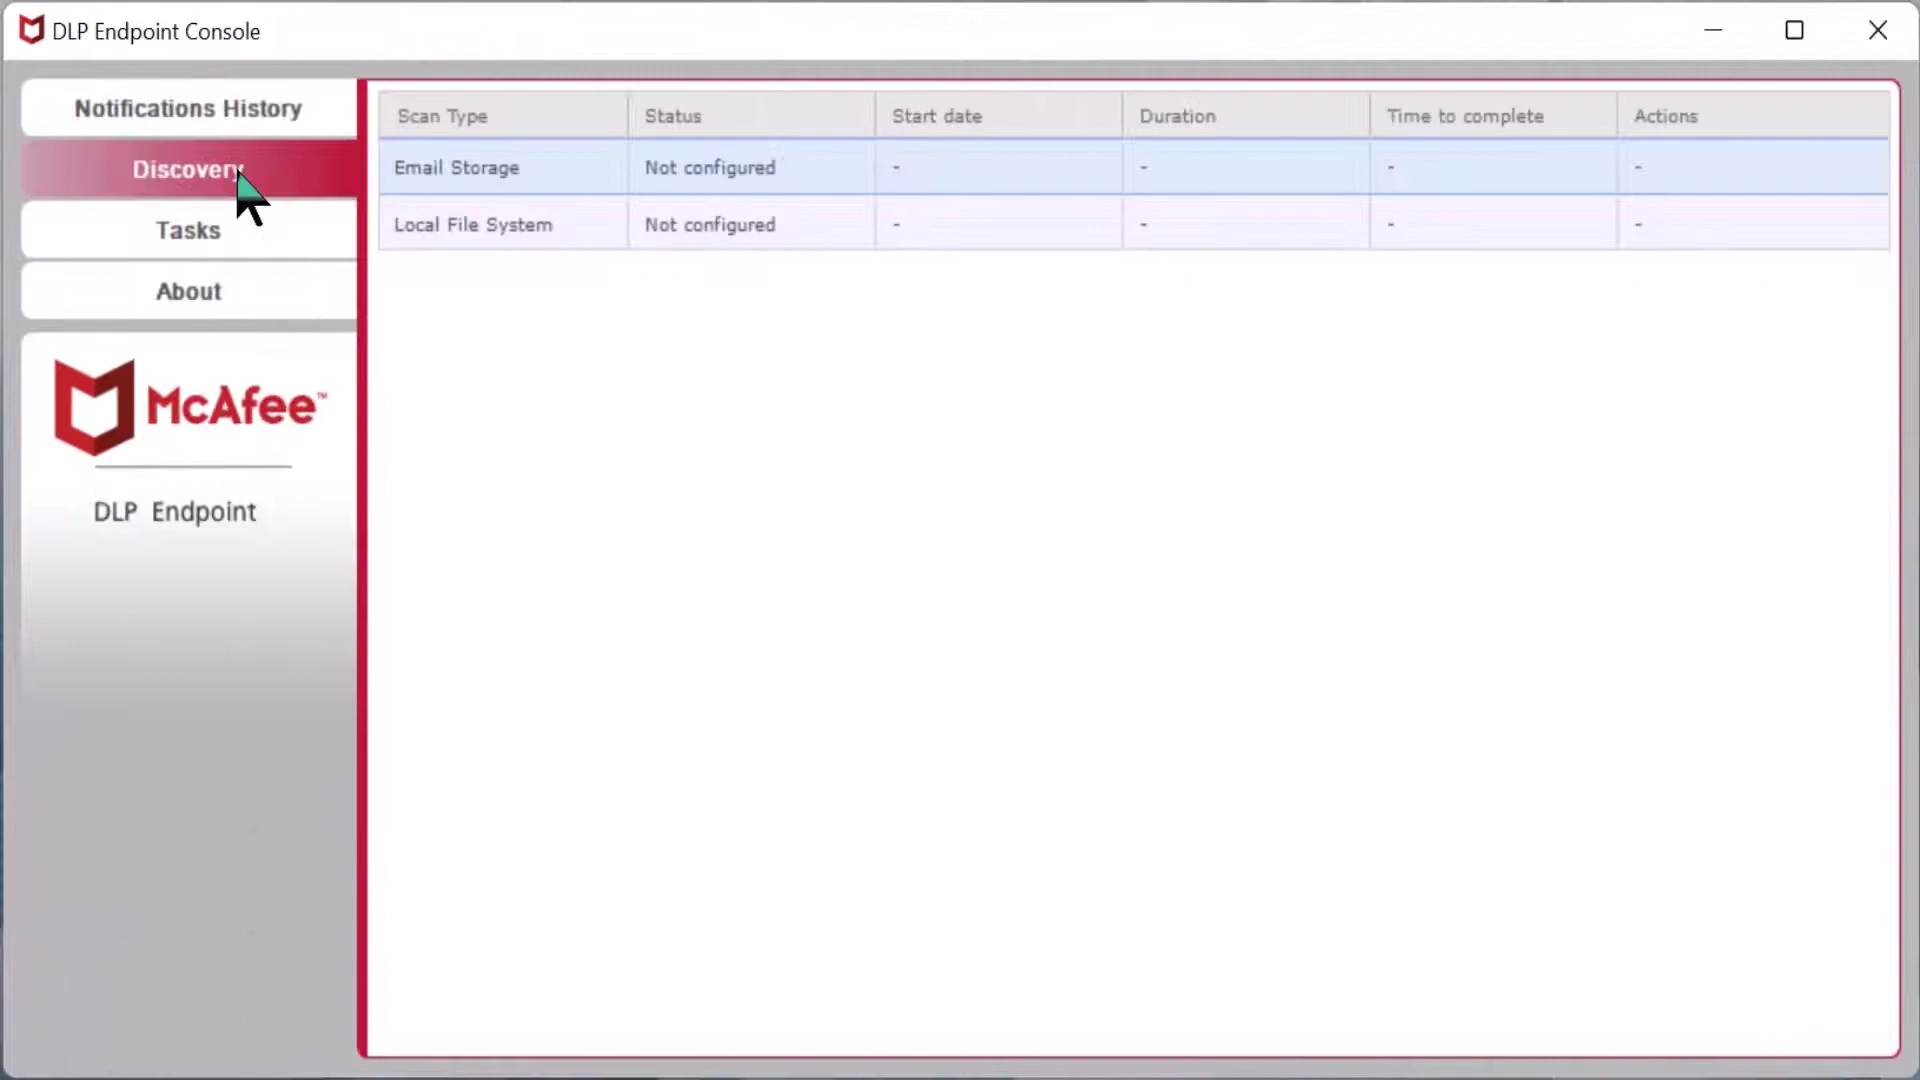 DLP Endpoint Console
Notifications History
Discovery
Tasks
About
McAfee™
DLP Endpoint
Scan Type Status Start date Duration Time to complete Actions
Email Storage Not configured - - - -
Local File System Not configured - - - -